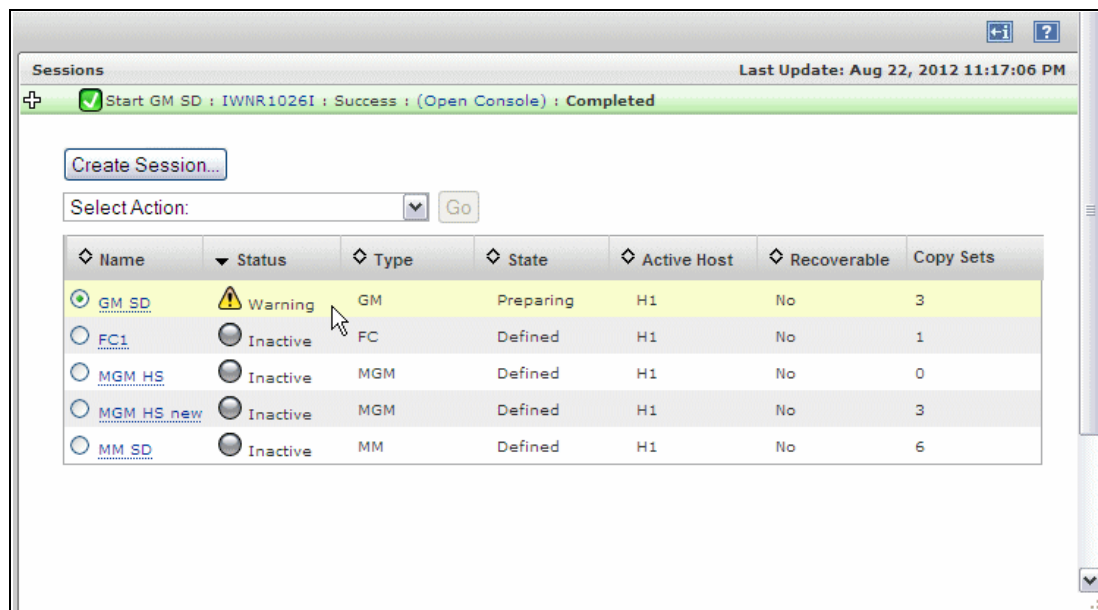 ?
Sessions Last Update: Aug 22, 2012 11:17:06 PM
Start GM SD : IWNR1026I : Success : (Open Console) : Completed
Create Session...
Select Action: Go
Name Status Type State Active Host Recoverable Copy Sets
GM SD Warning GM Preparing H1 No 3
FC1 Inactive FC Defined H1 No 1
MGM HS Inactive MGM Defined H1 No 0
MGM HS new Inactive MGM Defined H1 No 3
MM SD Inactive MM Defined H1 No 6